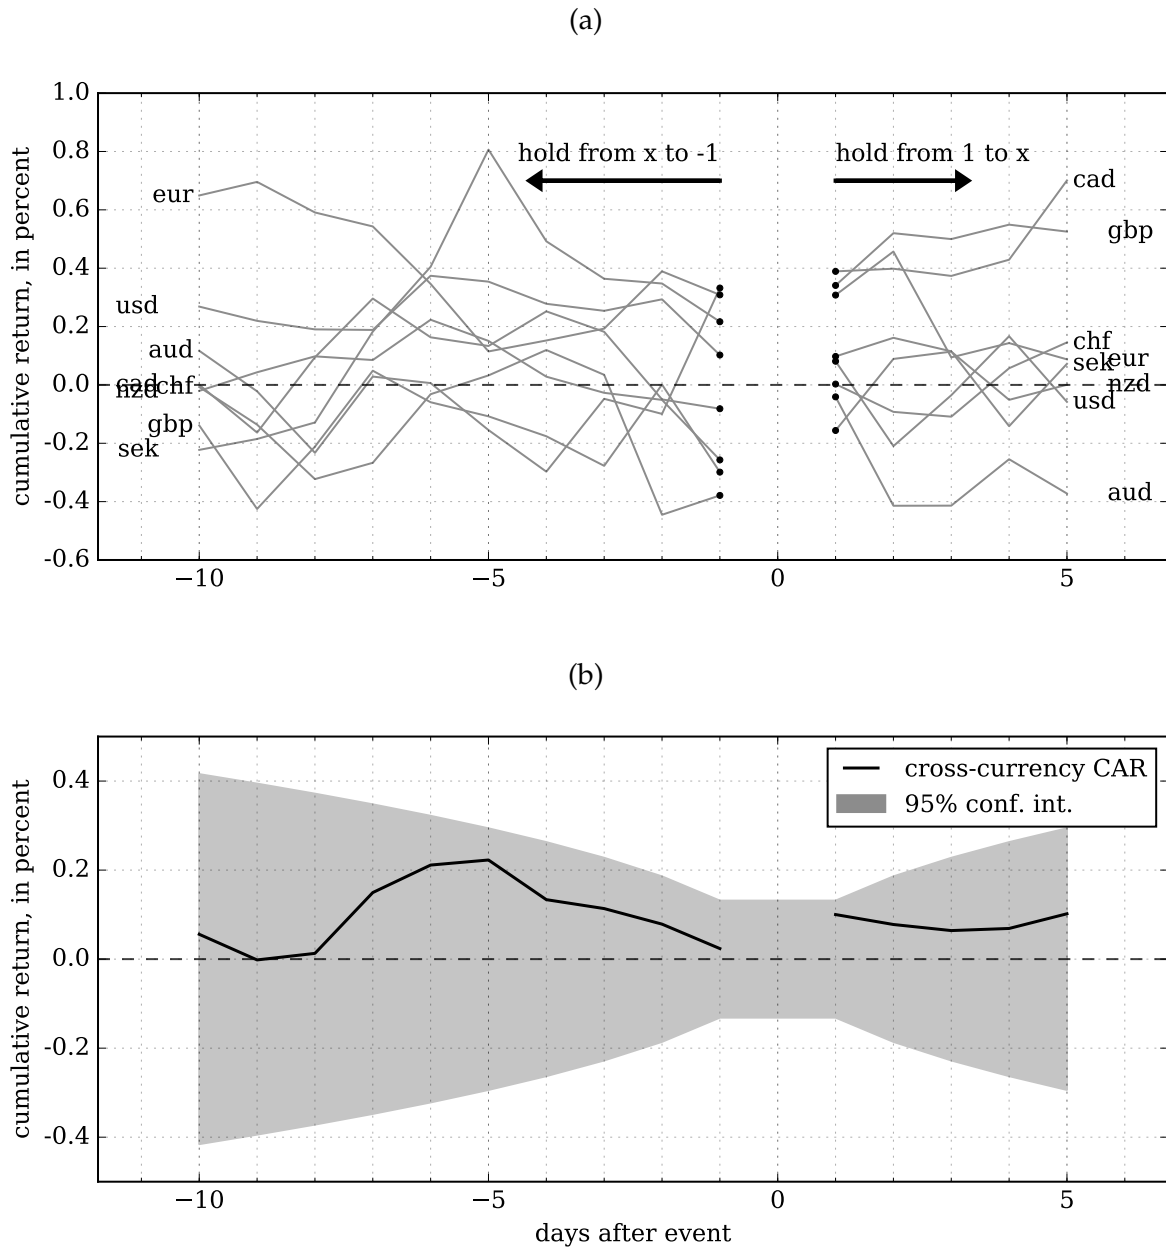 (a)
cumulative return, in percent
1.0
0.8
0.6
0.4
0.2
0.0
-0.2
-0.4
-0.6
hold from x to -1
hold from 1 to x
eur
usd
aud
cad
nzd
chf
gbp
sek
cad
gbp
chf
sek
eur
nzd
usd
aud
−10
−5
0
5
(b)
cumulative return, in percent
0.4
0.2
0.0
-0.2
-0.4
cross-currency CAR
95% conf. int.
−10
−5
0
5
days after event